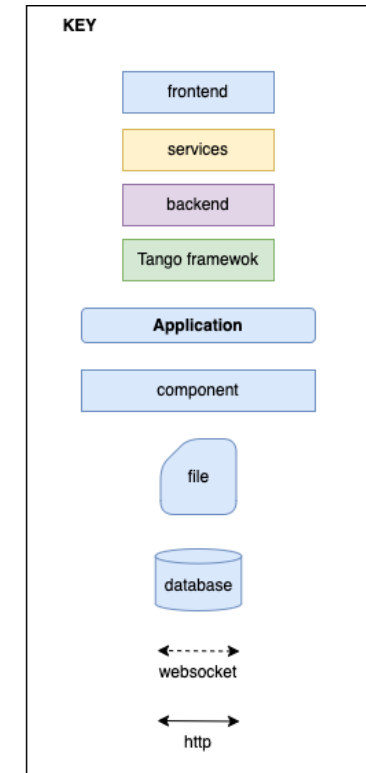 KEY
frontend
services
backend
Tango framewok
Application
component
file
database
websocket
http